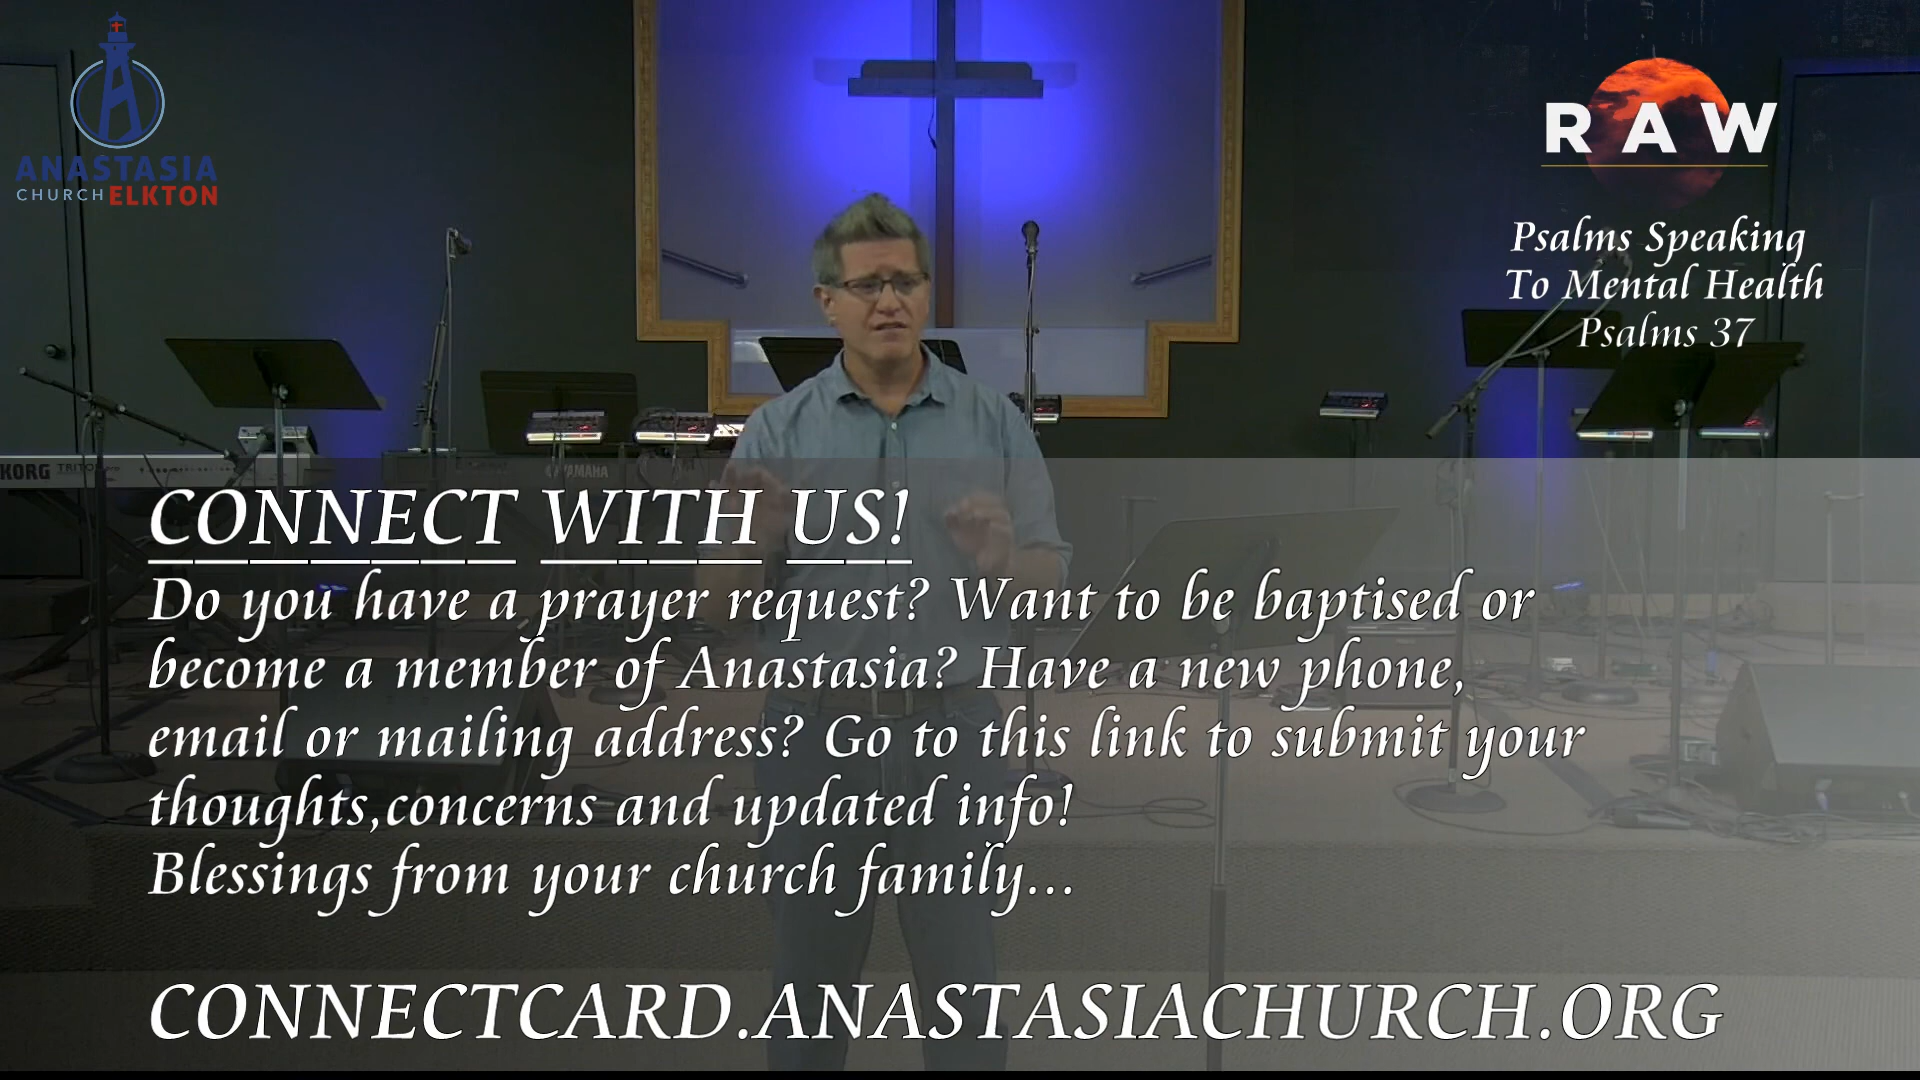 ANASTASIA
CHURCH ELKTON
RAW
Psalms Speaking
To Mental Health
Psalms 37
KORG TRITON
YAMAHA
CONNECT WITH US!
Do you have a prayer request? Want to be baptised or
become a member of Anastasia? Have a new phone,
email or mailing address? Go to this link to submit your
thoughts,concerns and updated info!
Blessings from your church family...
CONNECTCARD.ANASTASIACHURCH.ORG